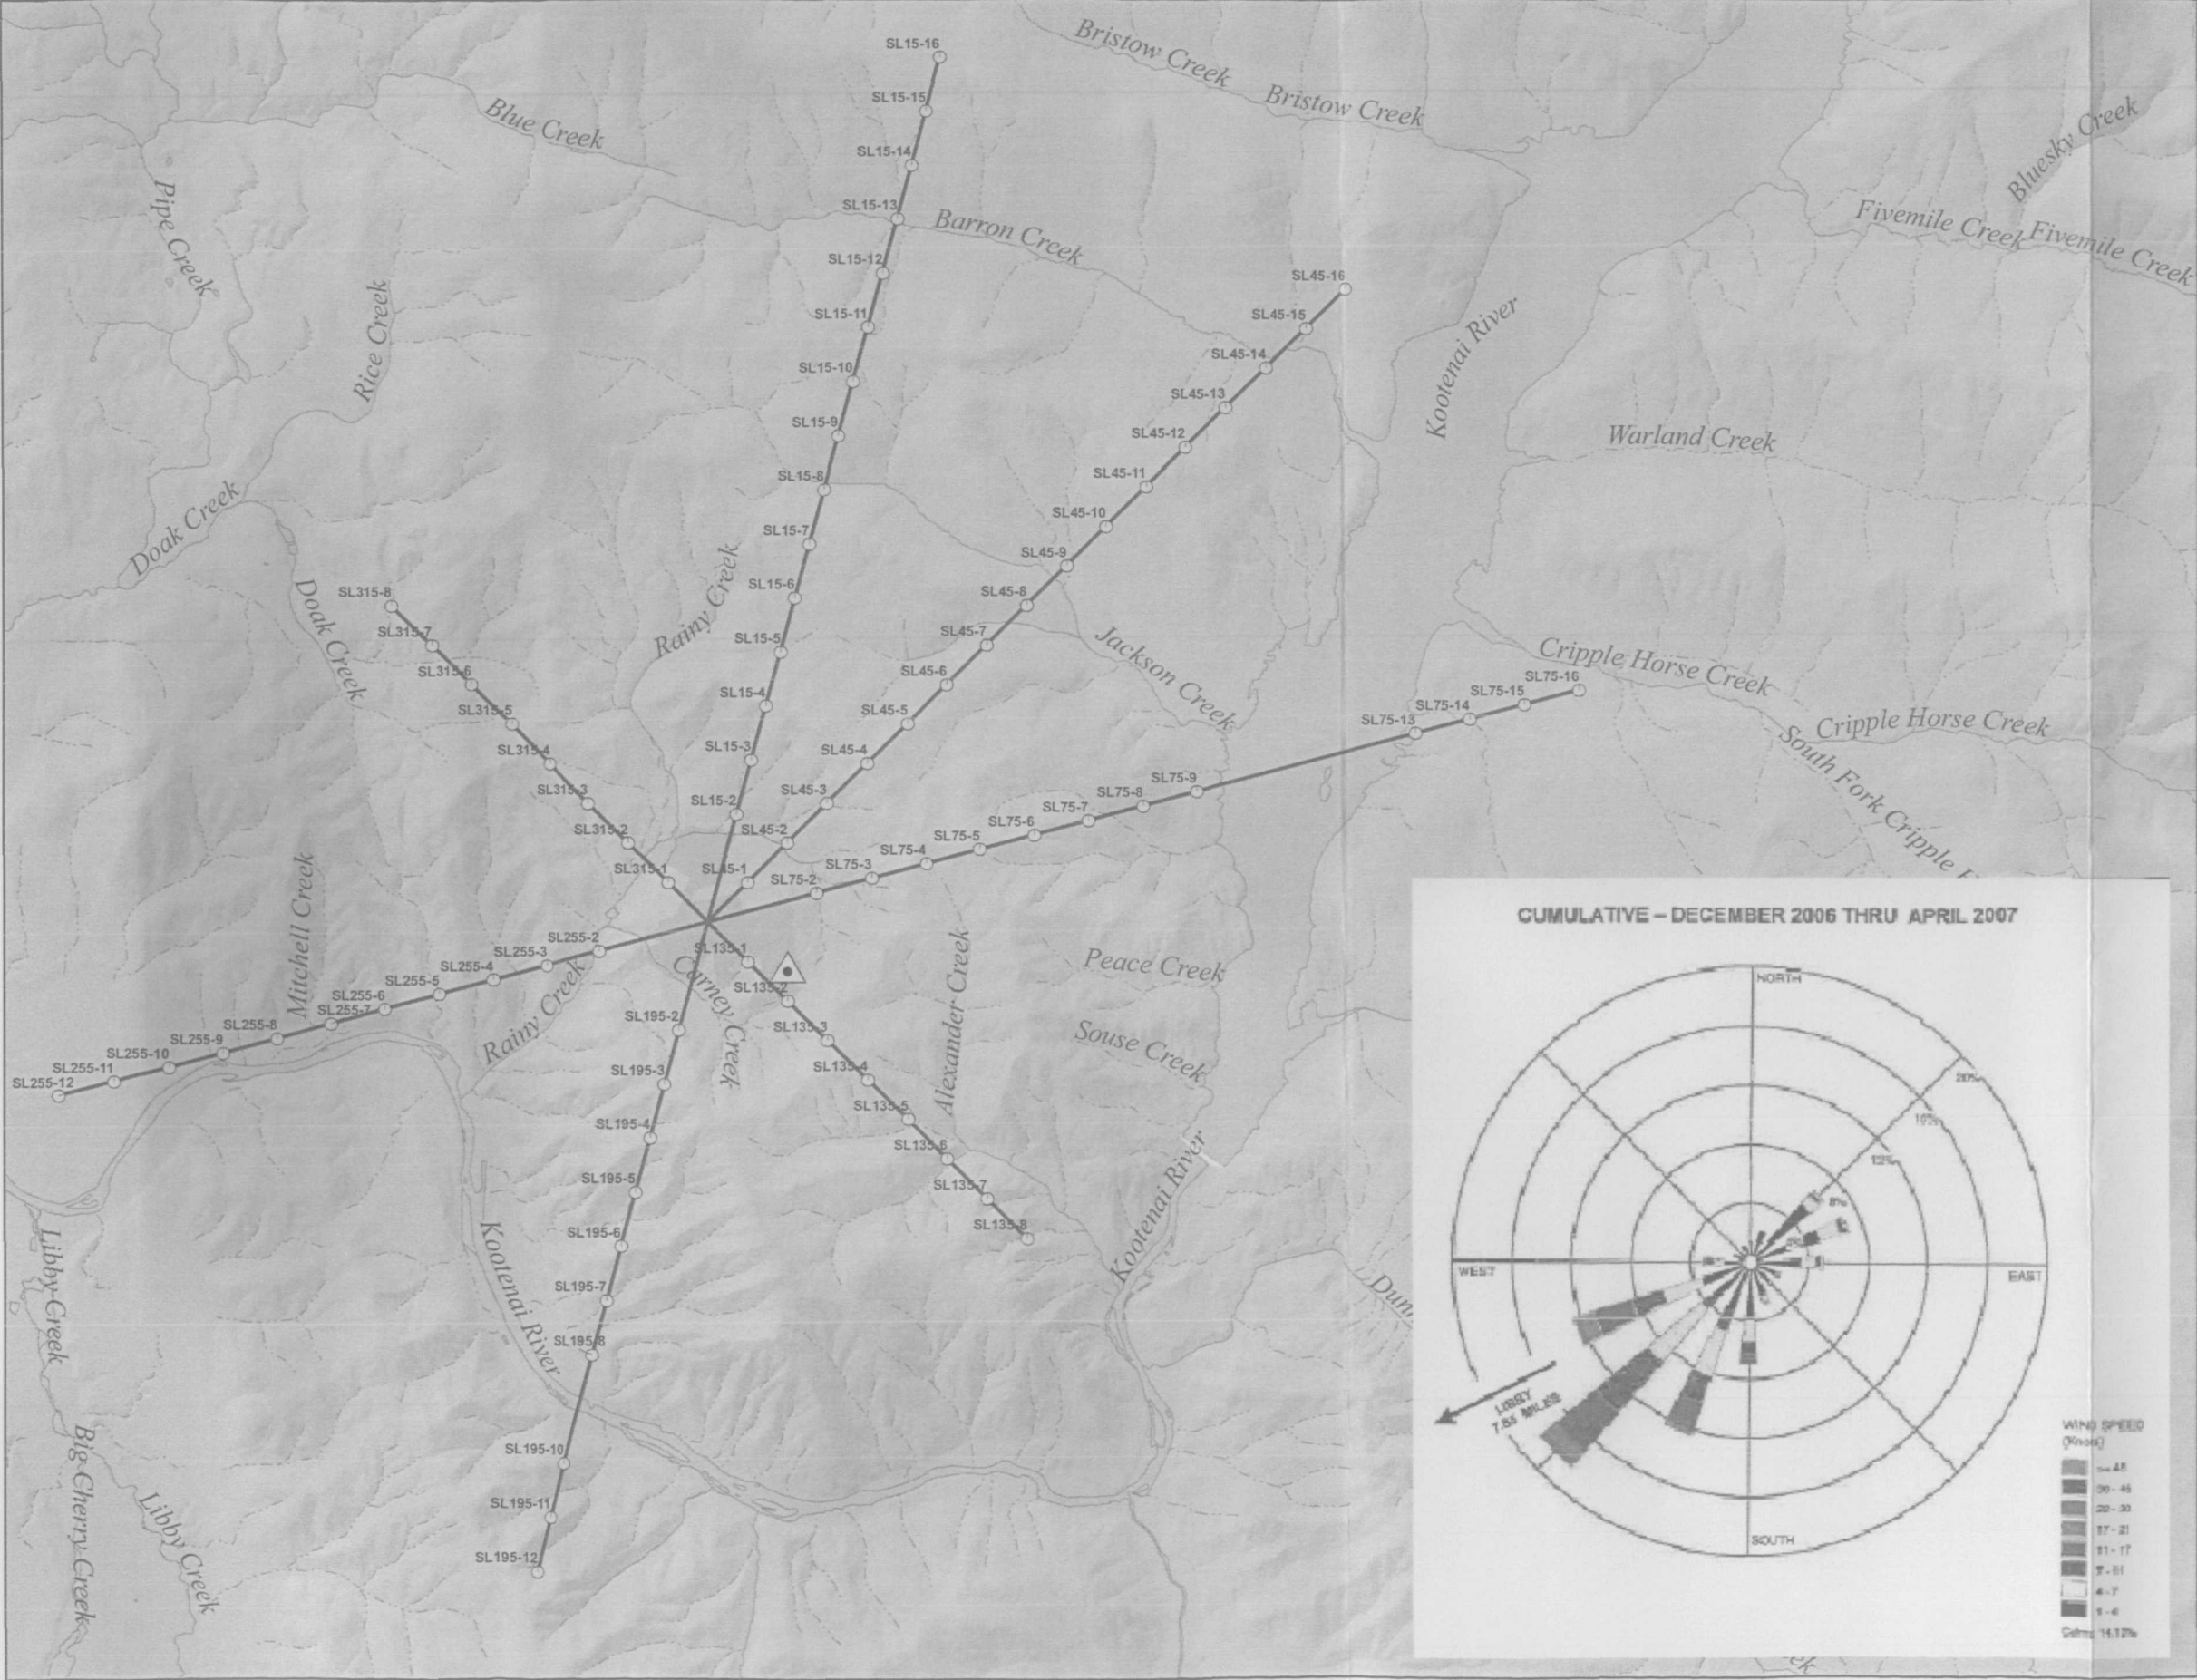 SL15-16
Bristow Creek
Bristow Creek
SL15-15
Blue Creek
Bluesky Creek
SL15-14
Pipe Creek
SL15-13
Barron Creek
Fivemile Creek
Fivemile Creek
SL15-12
SL45-16
SL15-11
SL45-15
Kootenai River
Rice Creek
SL45-14
SL15-10
SL45-13
SL15-9
SL45-12
Warland Creek
SL45-11
SL15-8
SL45-10
Doak Creek
SL15-7
SL45-9
SL315-8
Doak Creek
SL15-6
Rainy Creek
SL45-8
SL315-7
SL15-5
SL45-7
Jackson Creek
Cripple Horse Creek
SL315-6
SL45-6
SL75-16
SL75-15
SL315-5
SL15-4
SL45-5
SL75-14
SL75-13
Cripple Horse Creek
South Fork Cripple
SL315-4
SL15-3
SL45-4
SL75-9
SL315-3
SL15-2
SL45-3
SL75-8
SL75-7
SL315-2
SL45-2
SL75-6
SL75-5
SL75-4
SL315-1
SL45-1
SL75-3
SL75-2
Mitchell Creek
SL255-2
SL255-3
SL255-4
SL255-5
SL255-6
SL255-7
SL255-8
SL255-9
SL255-10
SL255-11
SL255-12
Rainy Creek
Carney Creek
SL135-1
SL135-2
SL135-3
SL135-4
SL135-5
SL135-6
SL135-7
SL135-8
Alexander Creek
Peace Creek
Souse Creek
Kootenai River
SL195-2
SL195-3
SL195-4
SL195-5
SL195-6
SL195-7
SL195-8
SL195-10
SL195-11
SL195-12
Kootenai River
Libby Creek
Big Cherry Creek
Libby Creek
CUMULATIVE – DECEMBER 2006 THRU APRIL 2007
NORTH
20%
12%
8%
WEST
EAST
LIBBY
SOUTH
WIND SPEED
(Knots)
11 - 17
4 - 7